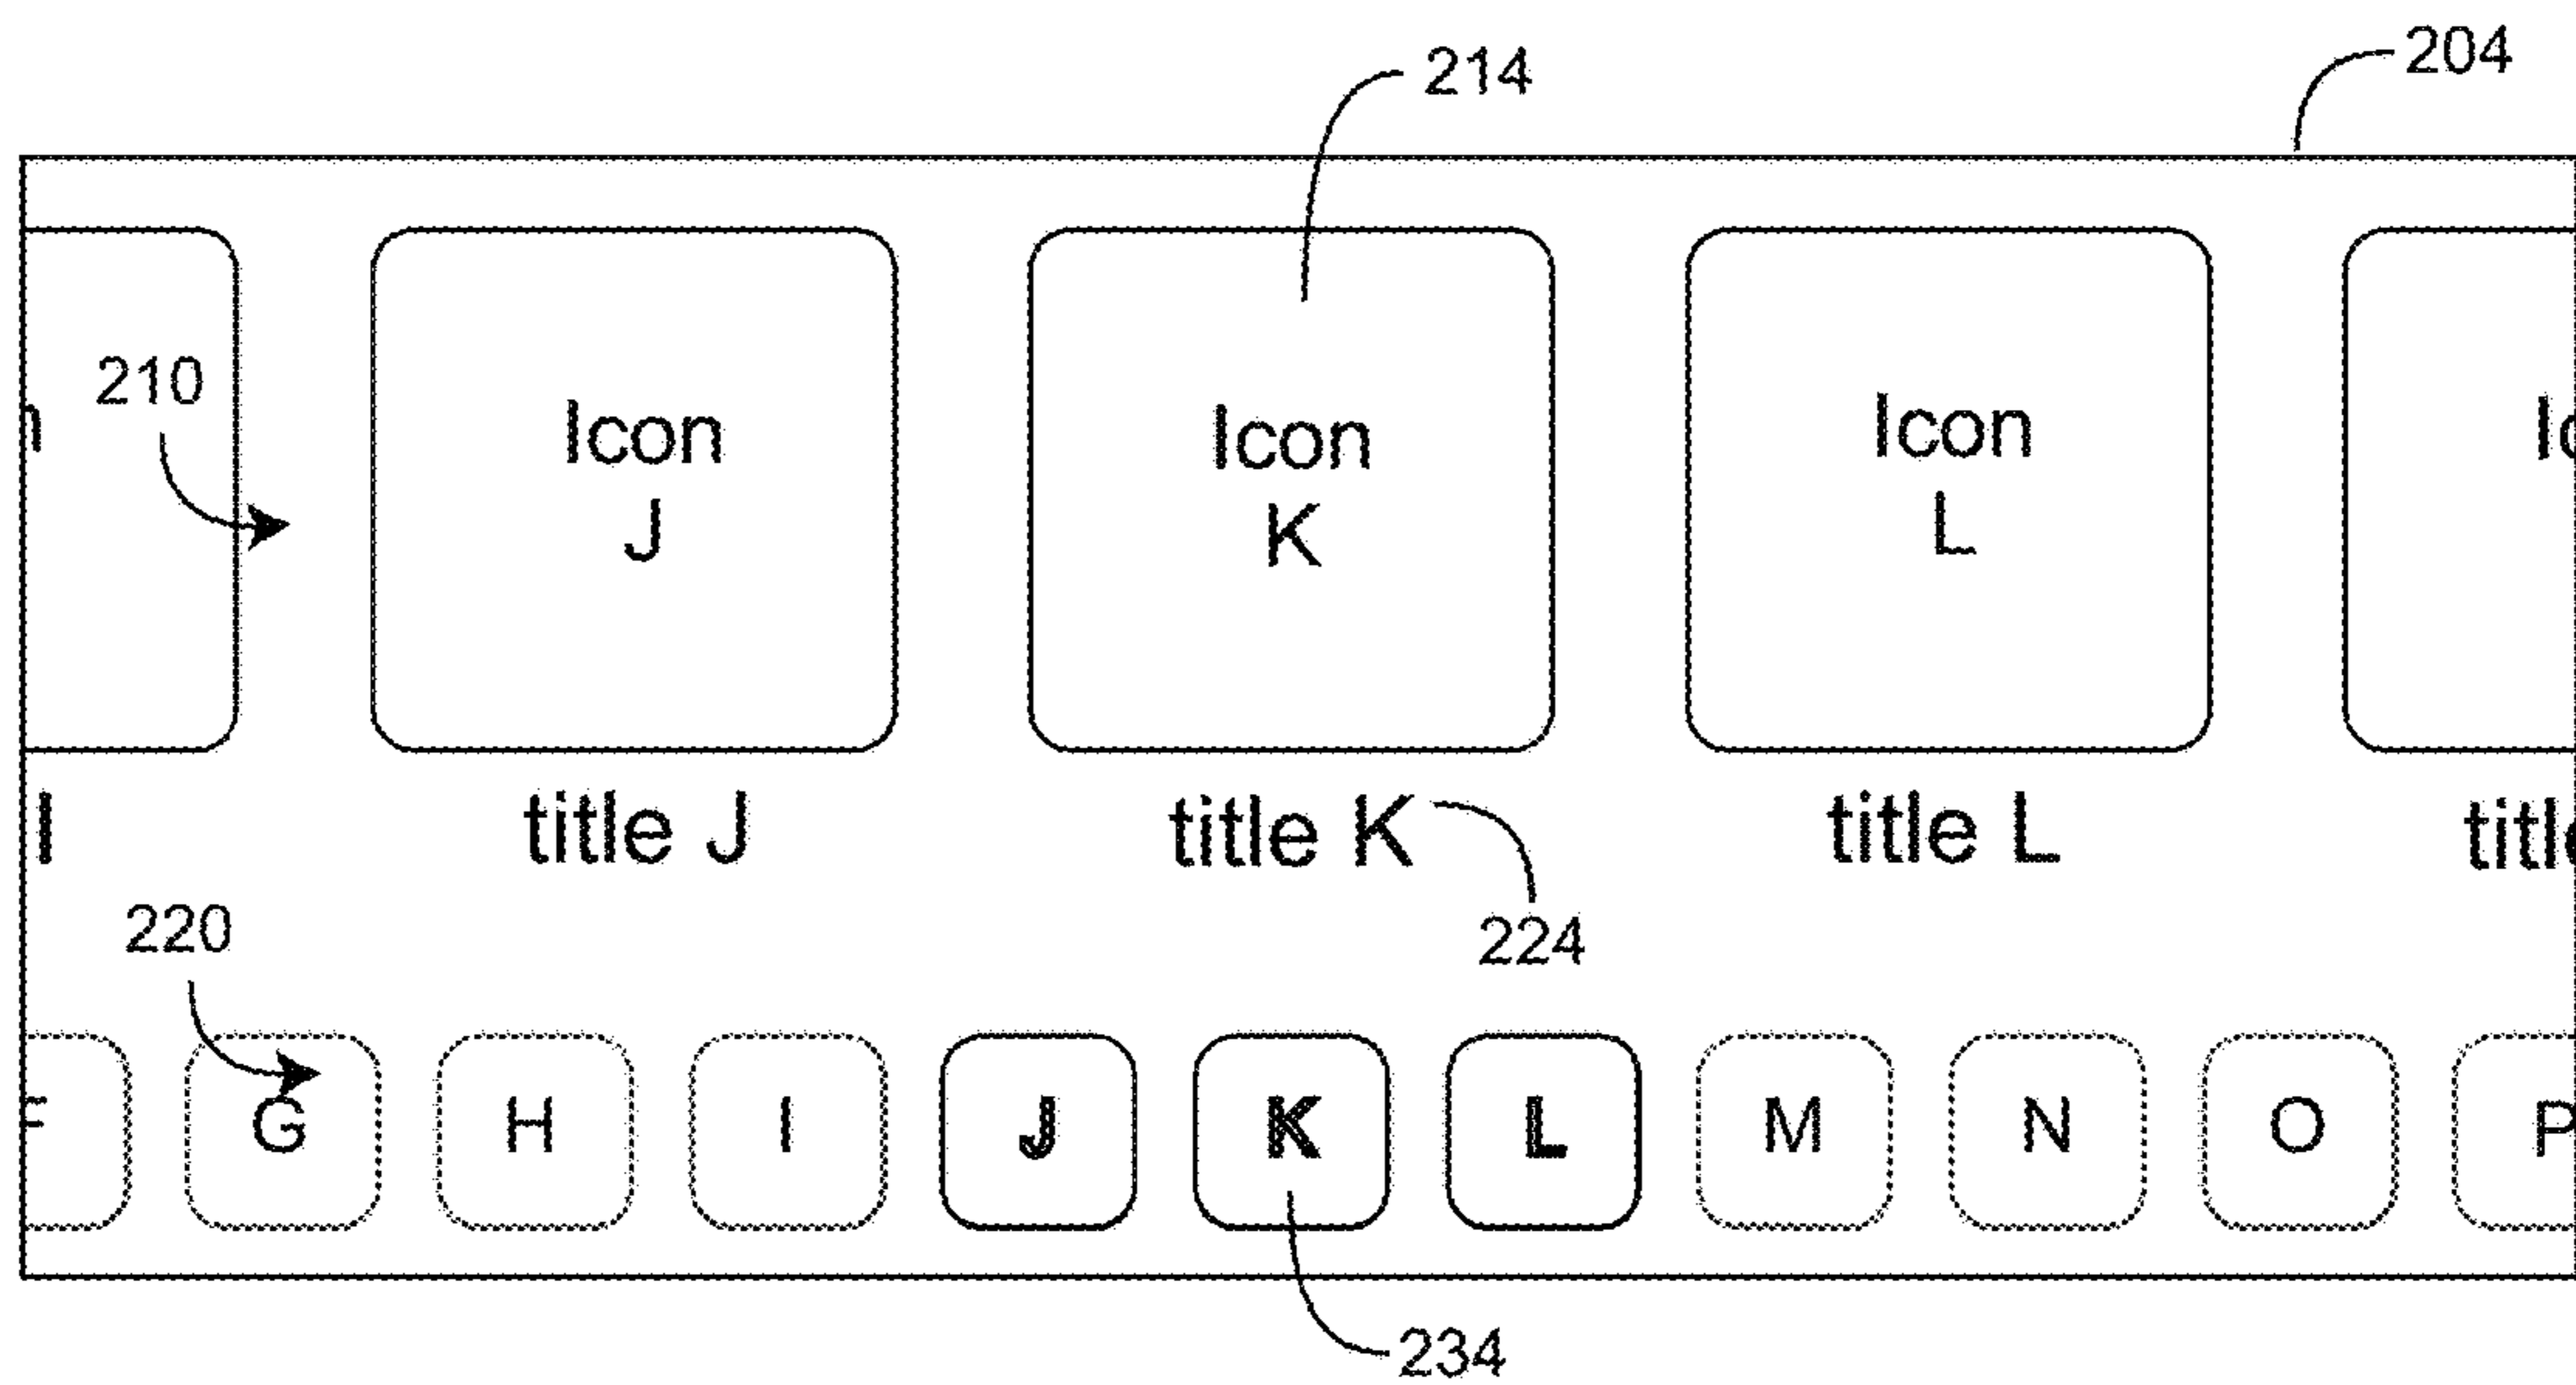 204
214
210
Icon
J
Icon
K
Icon
L
title J
title K
title L
224
220
G H I J K L M N O P
234